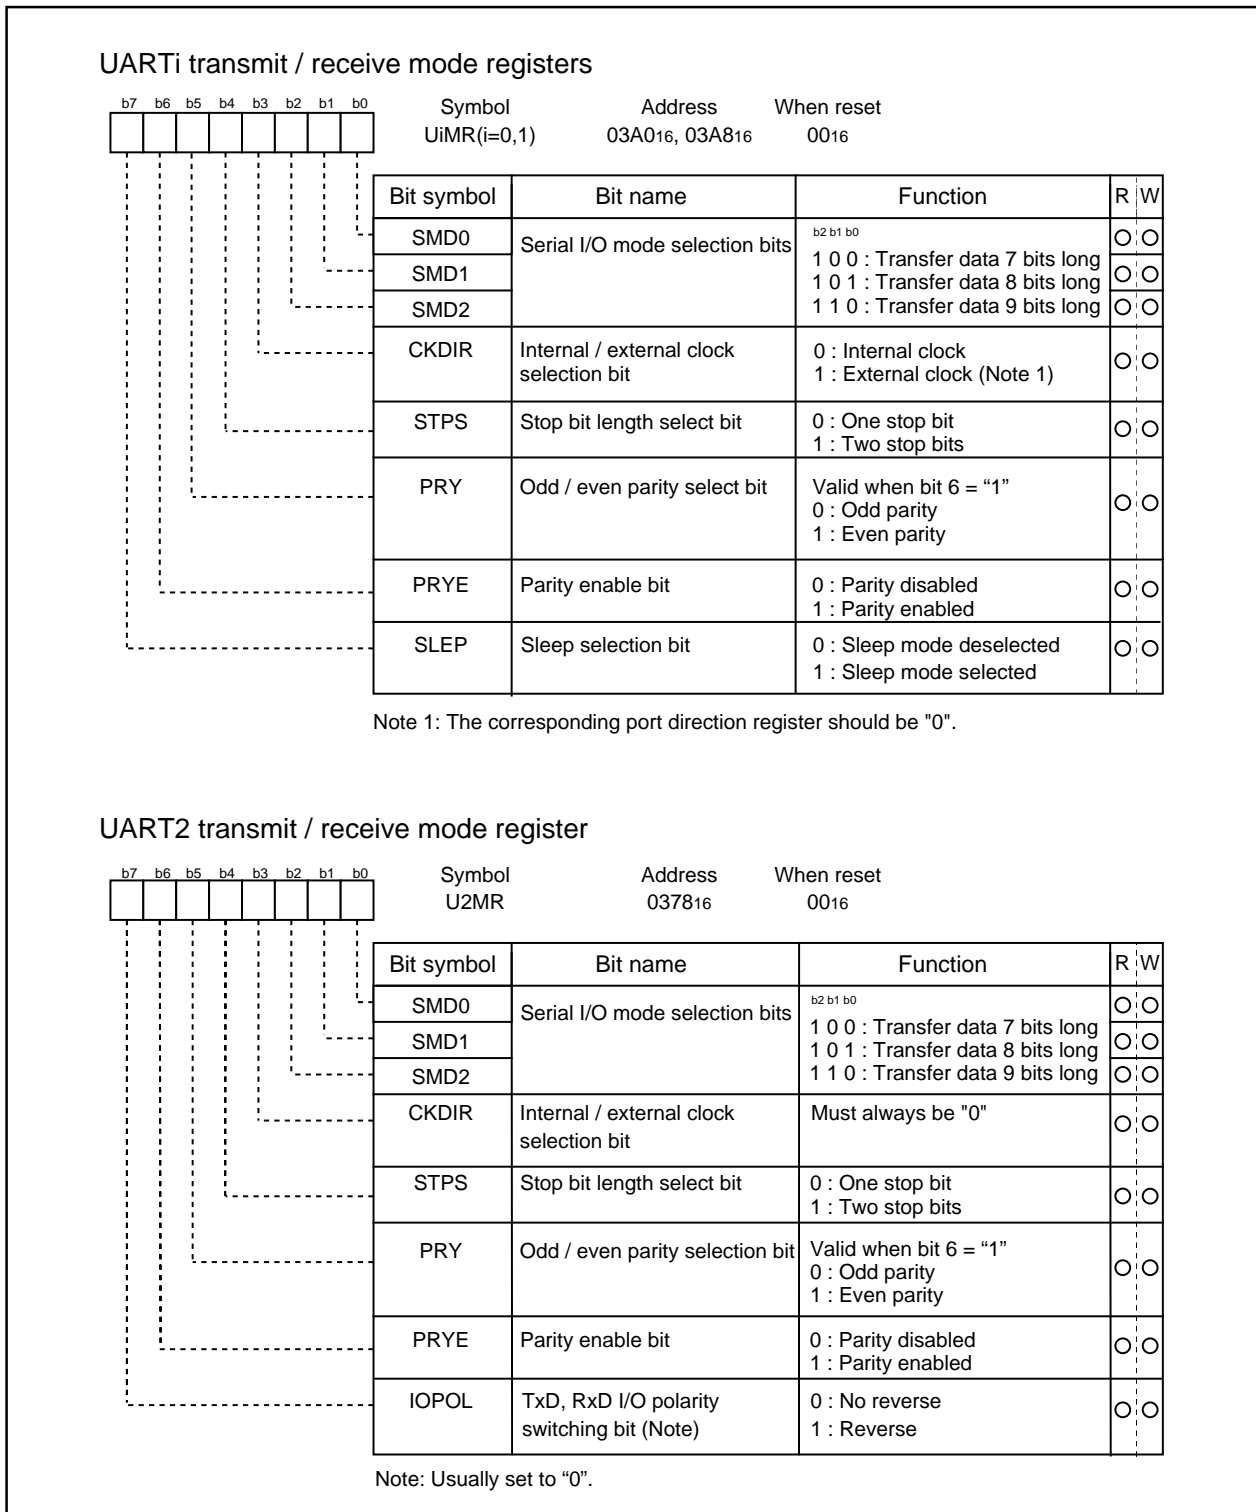 UARTi transmit / receive mode registers
b7 b6 b5 b4 b3 b2 b1 b0
Symbol Address When reset
UiMR(i=0,1) 03A016, 03A816 0016
Bit symbol Bit name Function R W
SMD0 Serial I/O mode selection bits b2 b1 b0
1 0 0 : Transfer data 7 bits long
SMD1 1 0 1 : Transfer data 8 bits long
SMD2 1 1 0 : Transfer data 9 bits long
CKDIR Internal / external clock 0 : Internal clock
selection bit 1 : External clock (Note 1)
STPS Stop bit length select bit 0 : One stop bit
1 : Two stop bits
PRY Odd / even parity select bit Valid when bit 6 = “1”
0 : Odd parity
1 : Even parity
PRYE Parity enable bit 0 : Parity disabled
1 : Parity enabled
SLEP Sleep selection bit 0 : Sleep mode deselected
1 : Sleep mode selected
Note 1: The corresponding port direction register should be "0".
UART2 transmit / receive mode register
b7 b6 b5 b4 b3 b2 b1 b0
Symbol Address When reset
U2MR 037816 0016
Bit symbol Bit name Function R W
SMD0 Serial I/O mode selection bits b2 b1 b0
1 0 0 : Transfer data 7 bits long
SMD1 1 0 1 : Transfer data 8 bits long
SMD2 1 1 0 : Transfer data 9 bits long
CKDIR Internal / external clock Must always be "0"
selection bit
STPS Stop bit length select bit 0 : One stop bit
1 : Two stop bits
PRY Odd / even parity selection bit Valid when bit 6 = “1”
0 : Odd parity
1 : Even parity
PRYE Parity enable bit 0 : Parity disabled
1 : Parity enabled
IOPOL TxD, RxD I/O polarity 0 : No reverse
switching bit (Note) 1 : Reverse
Note: Usually set to “0”.